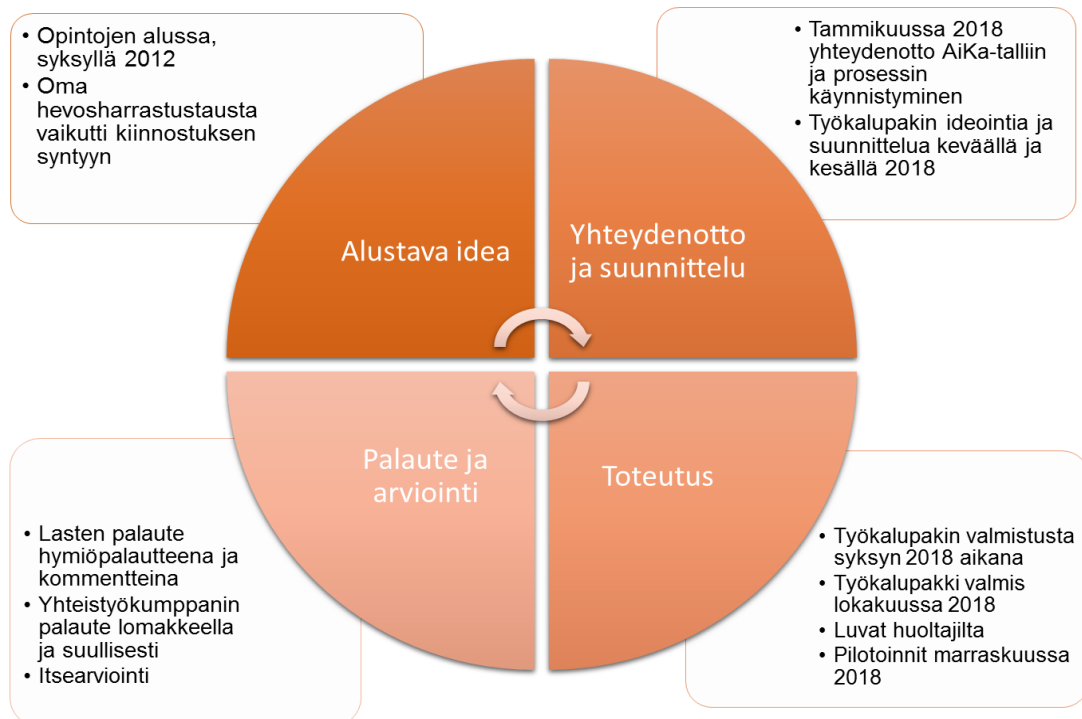 • Opintojen alussa,
syksyllä 2012
• Oma
hevosharrastustausta
vaikutti kiinnostuksen
syntyyn
• Tammikuussa 2018
yhteydenotto AiKa-talliin
ja prosessin
käynnistyminen
• Työkalupakin ideointia ja
suunnittelua keväällä ja
kesällä 2018
Alustava idea
Yhteydenotto
ja suunnittelu
Palaute ja
arviointi
Toteutus
• Lasten palaute
hymiöpalautteena ja
kommentteina
• Yhteistyökumppanin
palaute lomakkeella
ja suullisesti
• Itsearviointi
• Työkalupakin valmistusta
syksyn 2018 aikana
• Työkalupakki valmis
lokakuussa 2018
• Luvat huoltajilta
• Pilotoinnit marraskuussa
2018